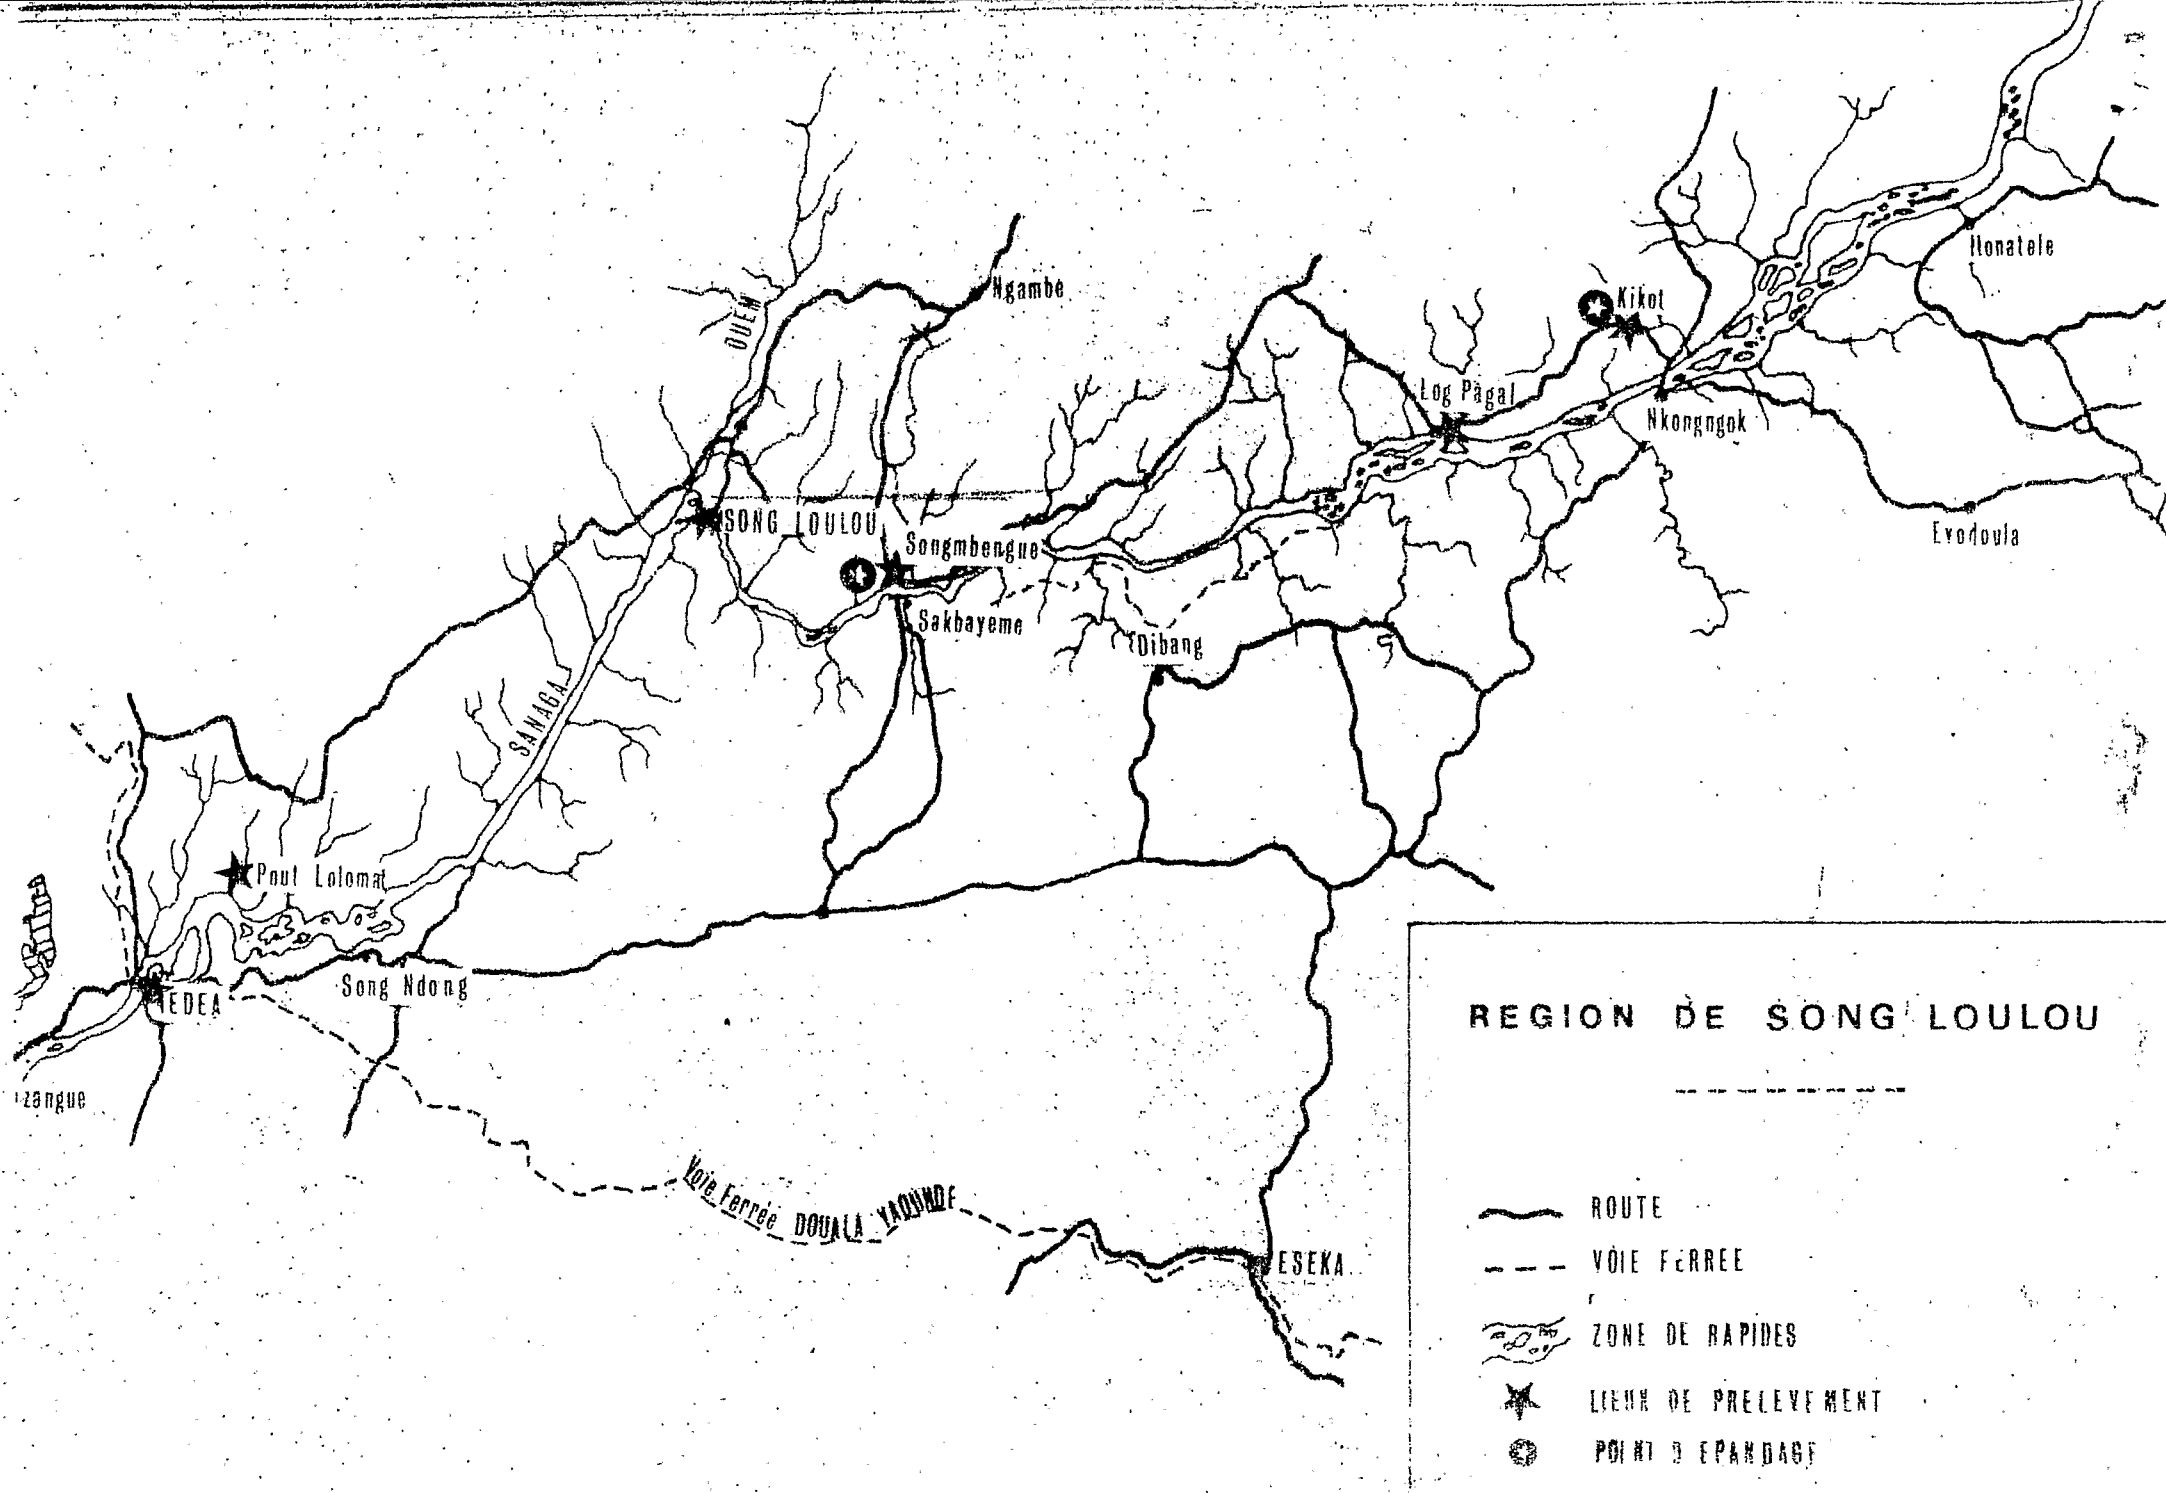 Monatele
Ngambe
OUEM
Kikot
Log Pagal
Nkongngok
SONG LOULOU
Evodoula
Songmbengue
Sakbayeme
Dibang
SANAGA
Pout Lolomat
Song Ndong
EDEA
zangue
Voie Ferrée DOUALA YAOUNDE
ESEKA
REGION DE SONG LOULOU
ROUTE
VOIE FERREE
ZONE DE RAPIDES
LIEUX DE PRELEVEMENT
POINT D EPANDAGE